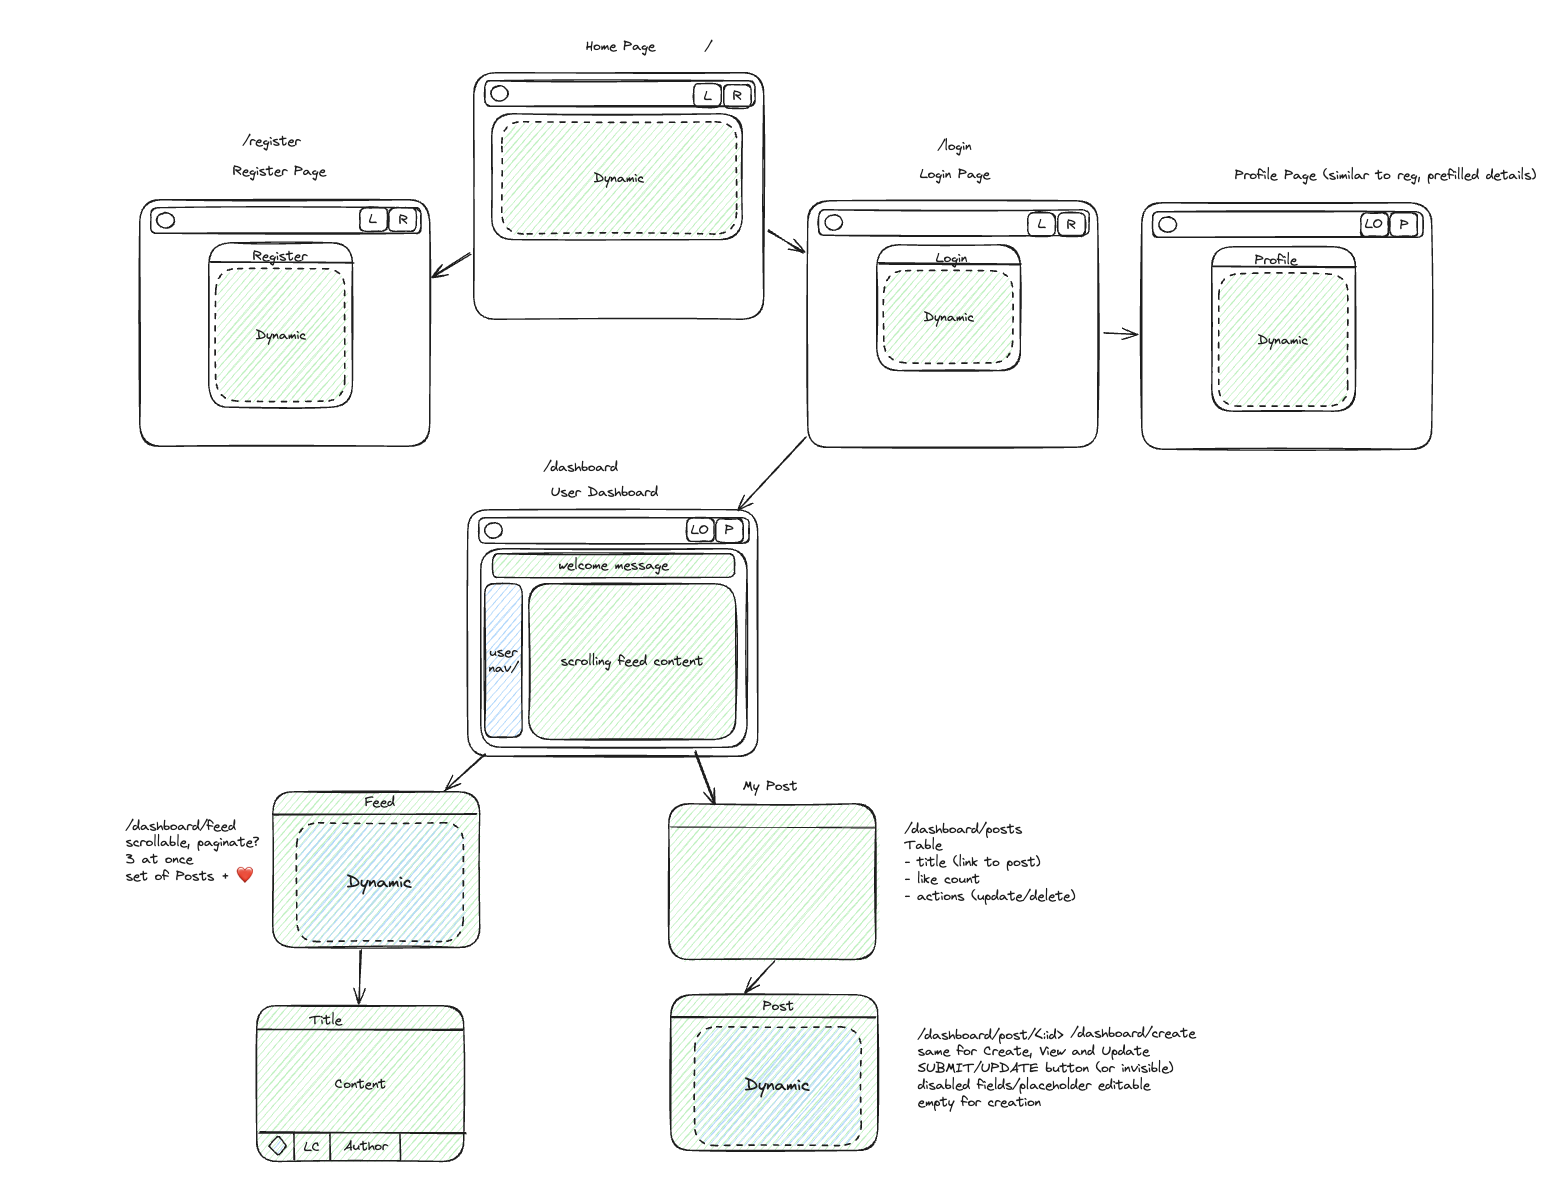 Home Page /
L R
Dynamic
/register
Register Page
L R
Register
Dynamic
/login
Login Page
L R
Login
Dynamic
Profile Page (similar to reg, prefilled details)
LO P
Profile
Dynamic
/dashboard
User Dashboard
LO P
welcome message
user
nav/
scrolling feed content
Feed
Dynamic
/dashboard/feed
scrollable, paginate?
3 at once
set of Posts + ❤️
Title
Content
LC Author
My Post
/dashboard/posts
Table
- title (link to post)
- like count
- actions (update/delete)
Post
Dynamic
/dashboard/post/<:id> /dashboard/create
same for Create, View and Update
SUBMIT/UPDATE button (or invisible)
disabled fields/placeholder editable
empty for creation